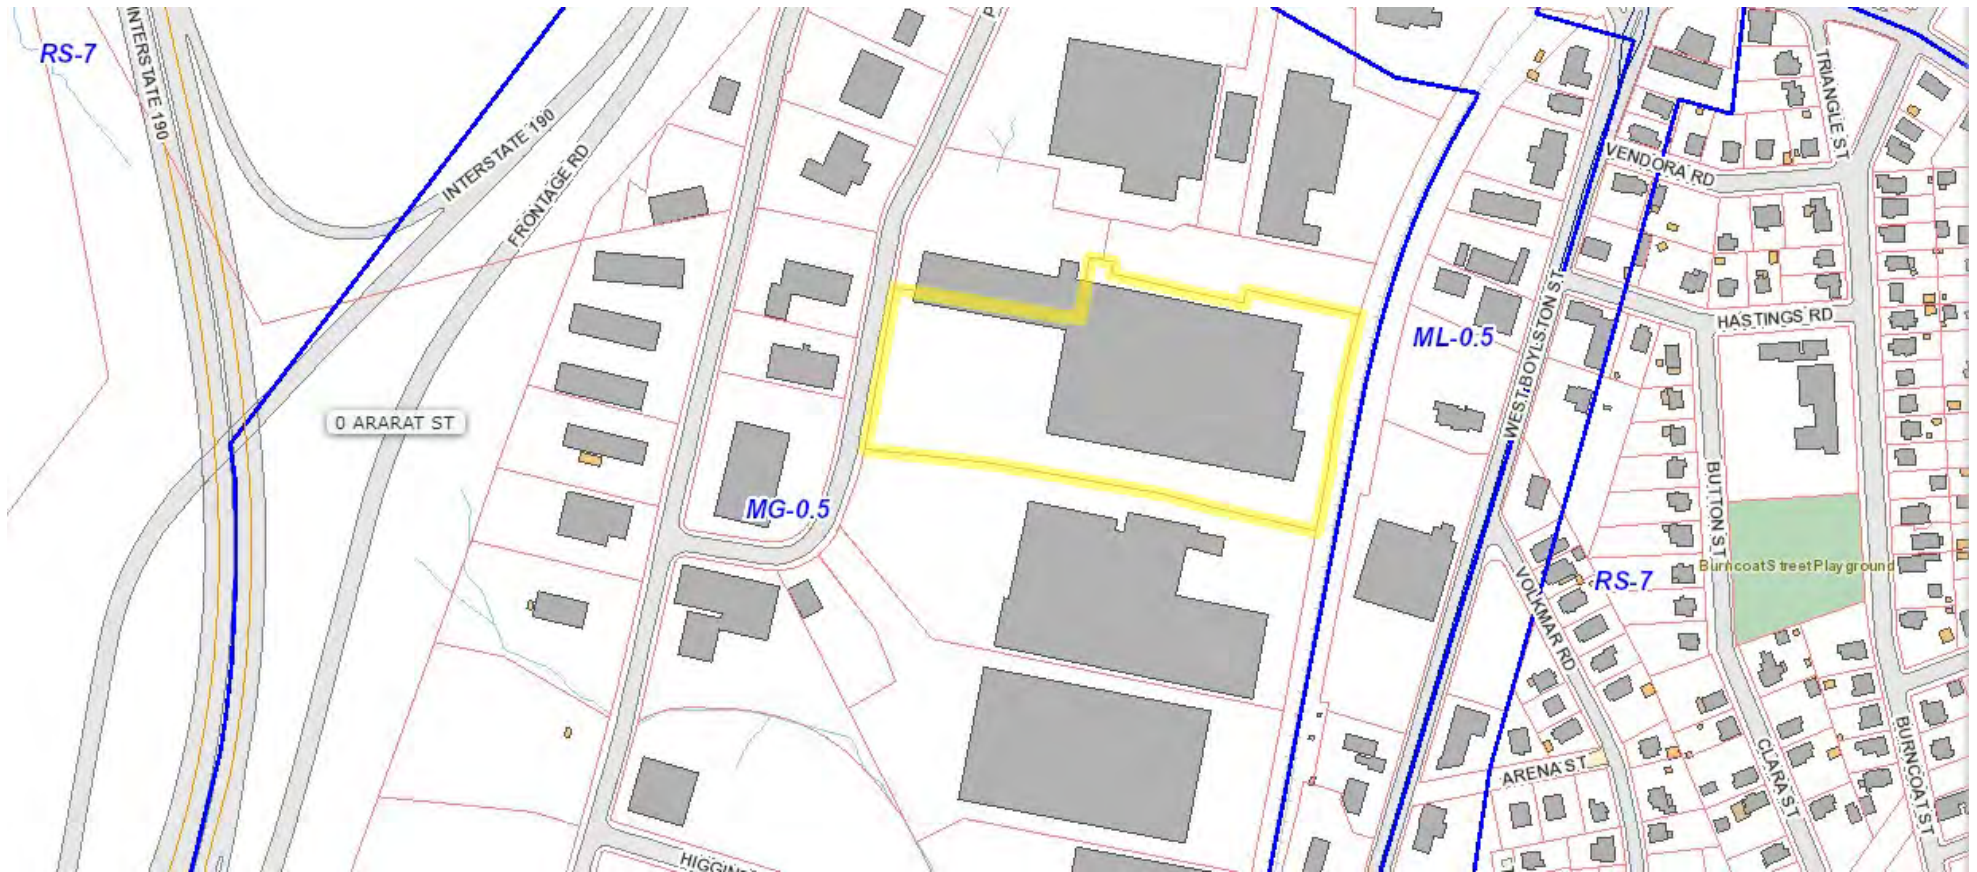 RS-7
INTERSTATE 190
INTERSTATE 190
FRONTAGE RD
P
TRIANGLE ST
VENDORA RD
WEST BOYLSTON ST
HASTINGS RD
ML-0.5
0 ARARAT ST
MG-0.5
BUTTON ST
BurncoatStreetPlayground
RS-7
VOLKMAR RD
ARENA ST
CLARA ST
BURNCOAT ST
HIGGINS